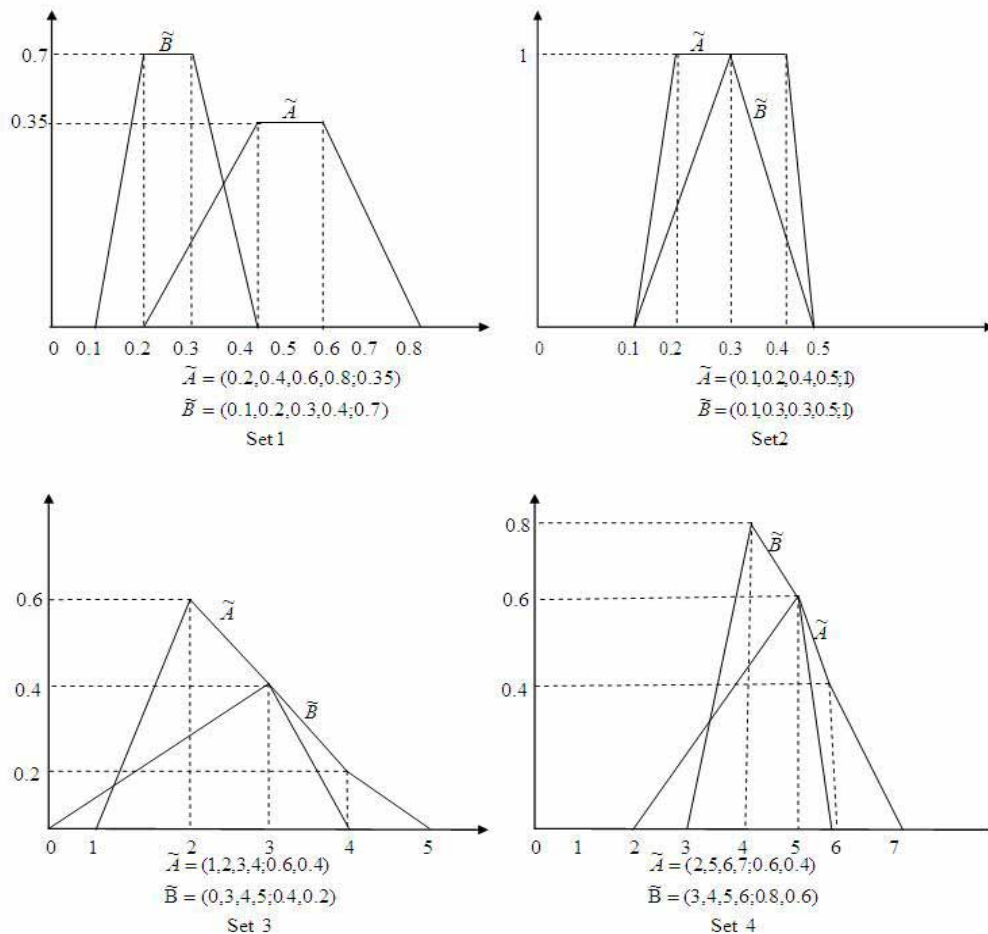 0.7
B̃
0.35
Ã
0 0.1 0.2 0.3 0.4 0.5 0.6 0.7 0.8
Ã = (0.2,0.4,0.6,0.8;0.35)
B̃ = (0.1,0.2,0.3,0.4;0.7)
Set 1
1
Ã
B̃
0 0.1 0.2 0.3 0.4 0.5
Ã = (0.1,0.2,0.4,0.5;1)
B̃ = (0.1,0.3,0.3,0.5;1)
Set2
0.6
Ã
0.4
B̃
0.2
0 1 2 3 4 5
Ã = (1,2,3,4;0.6,0.4)
B̃ = (0,3,4,5;0.4,0.2)
Set 3
0.8
B̃
0.6
Ã
0.4
0 1 2 3 4 5 6 7
Ã = (2,5,6,7;0.6,0.4)
B̃ = (3,4,5,6;0.8,0.6)
Set 4